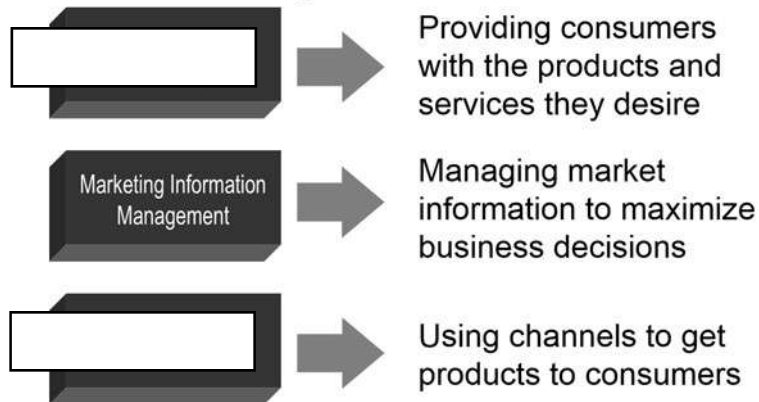 Providing consumers
with the products and
services they desire
Marketing Information
Management
Managing market
information to maximize
business decisions
Using channels to get
products to consumers